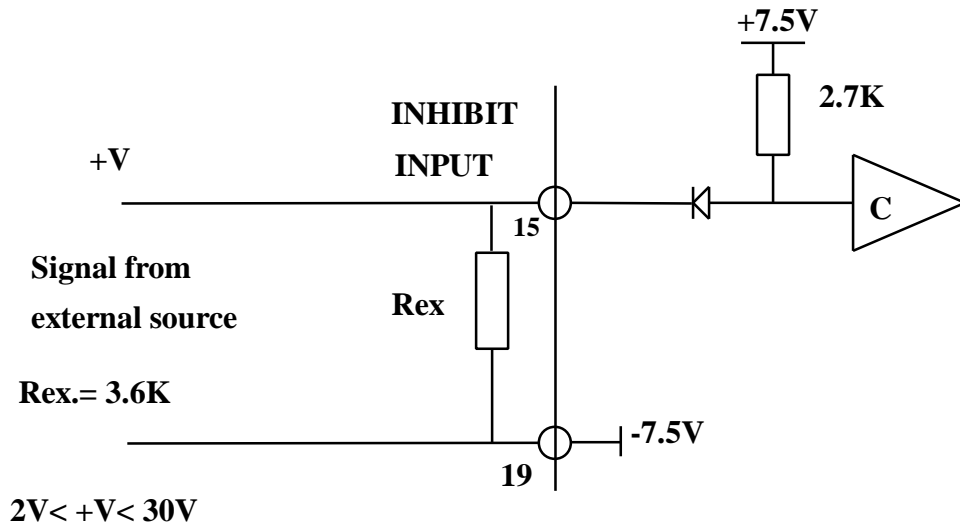 +7.5V
2.7K
INHIBIT
INPUT
+V
15
C
Signal from
external source
Rex
Rex.= 3.6K
-7.5V
19
2V< +V< 30V